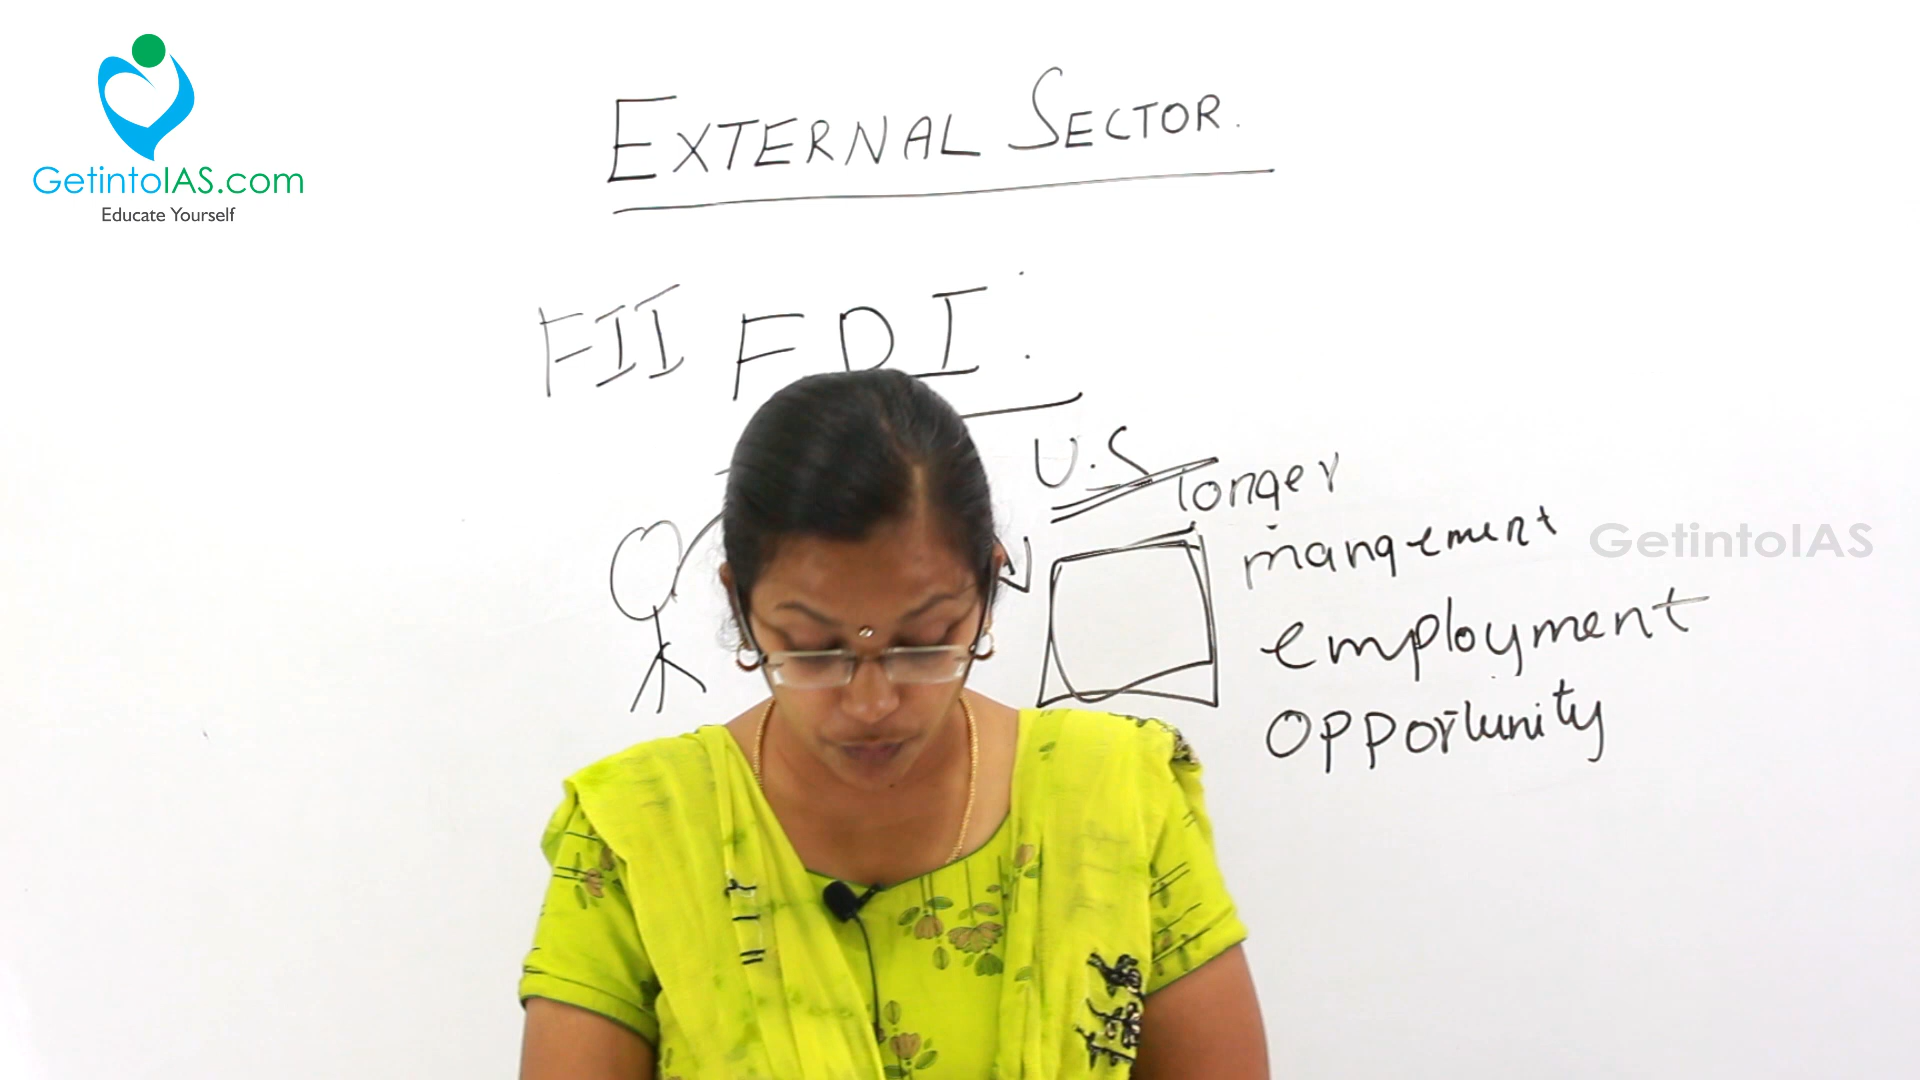 GetintoIAS.com
Educate Yourself
EXTERNAL SECTOR.
FII FDI
U.S
longer
mangement
employment
opportunity
GetintoIAS